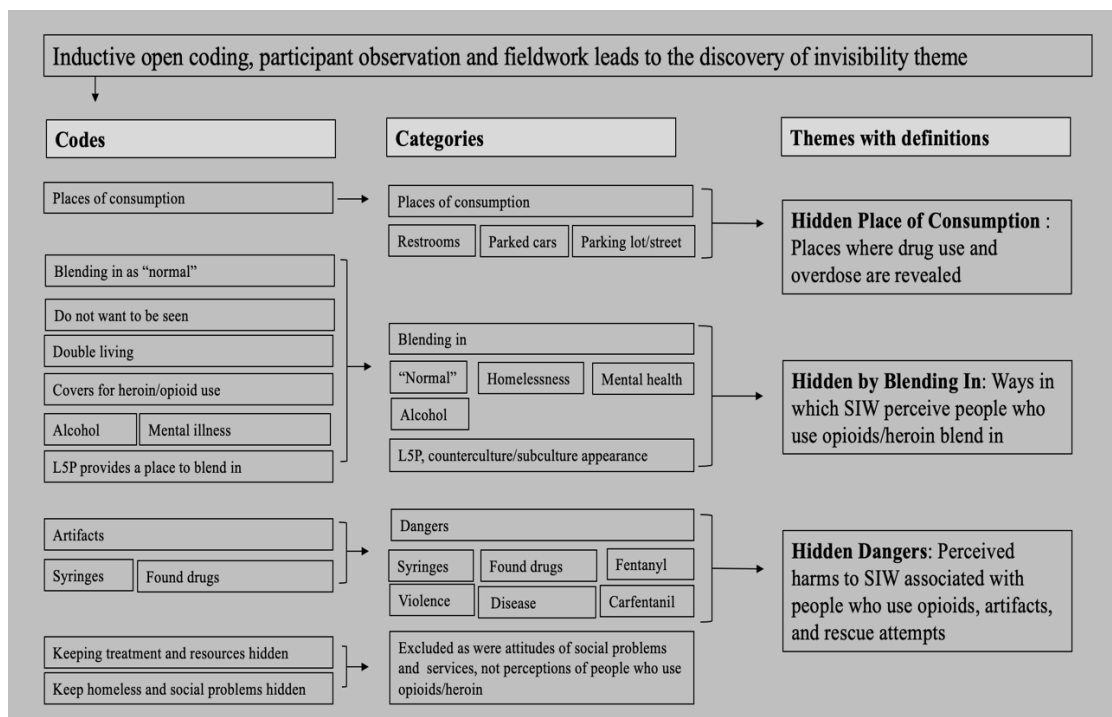 Inductive open coding, participant observation and fieldwork leads to the discovery of invisibility theme
Codes
Categories
Themes with definitions
Places of consumption
Places of consumption
Restrooms
Parked cars
Parking lot/street
Hidden Place of Consumption :
Places where drug use and
overdose are revealed
Blending in as “normal”
Do not want to be seen
Double living
Covers for heroin/opioid use
Alcohol
Mental illness
L5P provides a place to blend in
Blending in
“Normal”
Homelessness
Mental health
Alcohol
L5P, counterculture/subculture appearance
Hidden by Blending In: Ways in
which SIW perceive people who
use opioids/heroin blend in
Artifacts
Syringes
Found drugs
Dangers
Syringes
Found drugs
Fentanyl
Violence
Disease
Carfentanil
Hidden Dangers: Perceived
harms to SIW associated with
people who use opioids, artifacts,
and rescue attempts
Keeping treatment and resources hidden
Keep homeless and social problems hidden
Excluded as were attitudes of social problems
and services, not perceptions of people who use
opioids/heroin